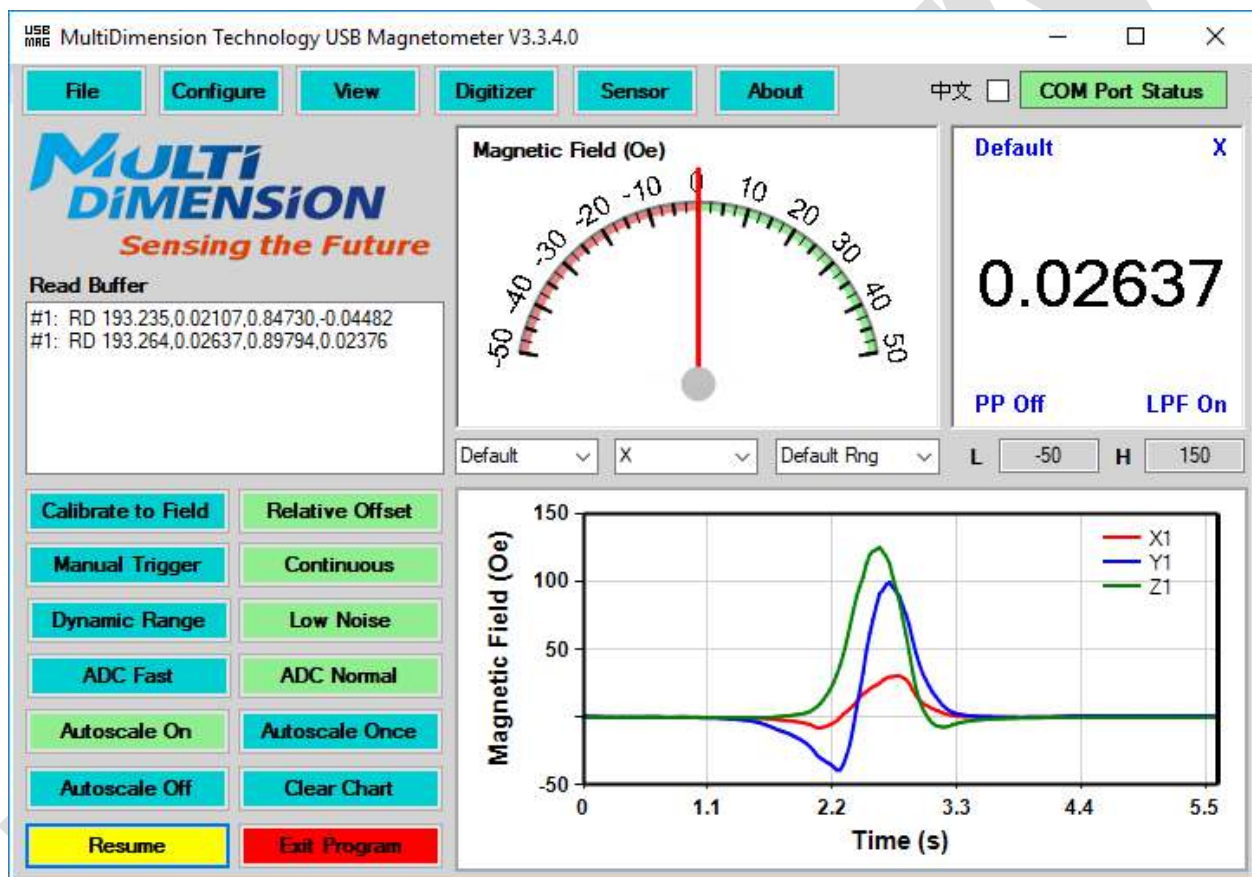 USB MAG MultiDimension Technology USB Magnetometer V3.3.4.0
File Configure View Digitizer Sensor About 中文 COM Port Status
MULTI
DiMENSiON
Sensing the Future
Read Buffer
#1: RD 193.235,0.02107,0.84730,-0.04482
#1: RD 193.264,0.02637,0.89794,0.02376
Magnetic Field (Oe)
-50 -40 -30 -20 -10 0 10 20 30 40 50
Default X
0.02637
PP Off LPF On
Default X Default Rng L -50 H 150
Calibrate to Field Relative Offset
Manual Trigger Continuous
Dynamic Range Low Noise
ADC Fast ADC Normal
Autoscale On Autoscale Once
Autoscale Off Clear Chart
Resume Exit Program
Magnetic Field (Oe)
150
100
50
-50
X1
Y1
Z1
0 1.1 2.2 3.3 4.4 5.5
Time (s)